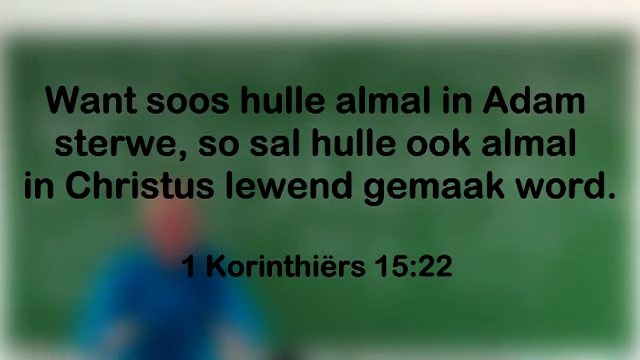 Want soos hulle almal in Adam
sterwe, so sal hulle ook almal
in Christus lewend gemaak word.
1 Korinthiërs 15:22